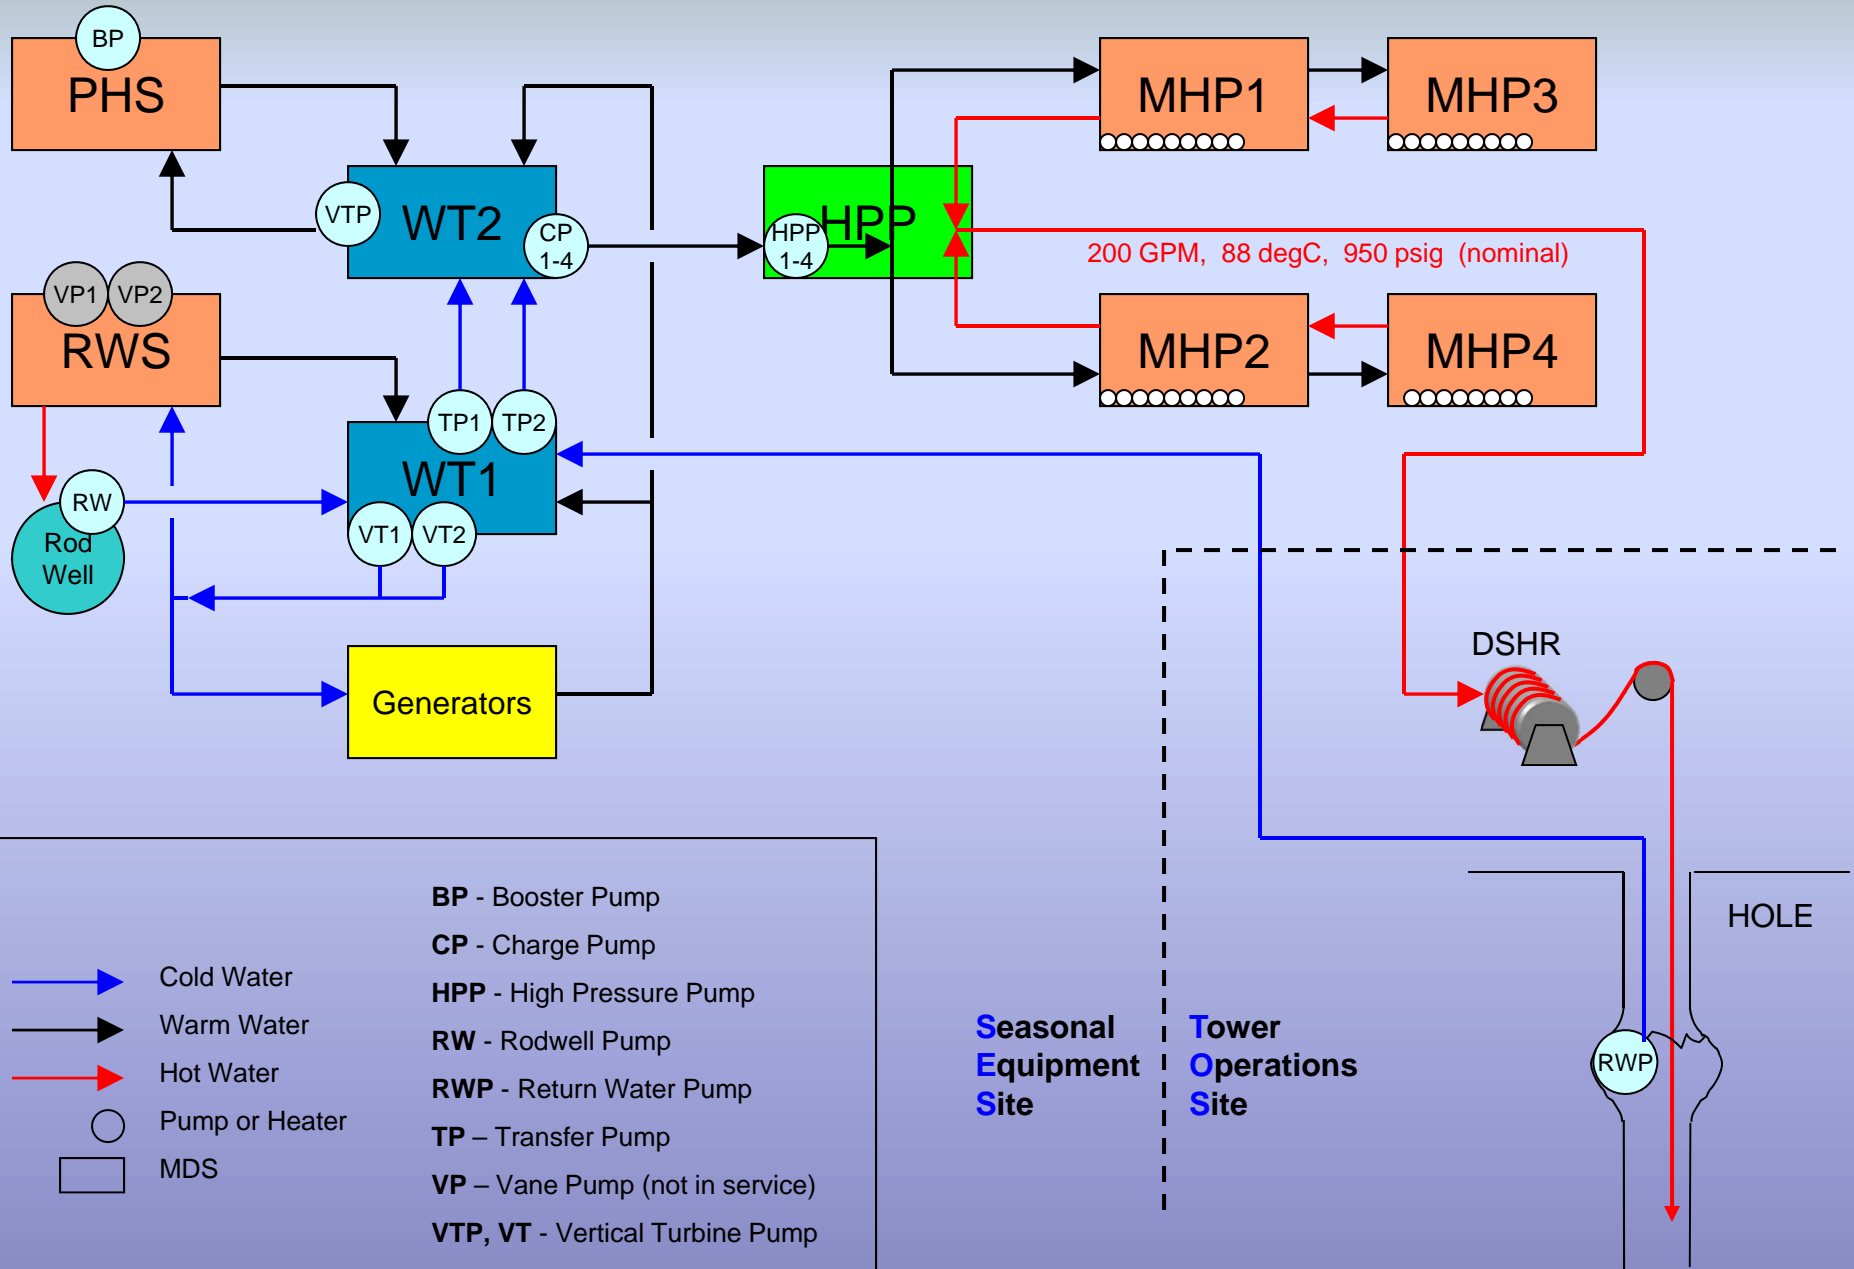 BP
PHS
MHP1
MHP3
VTP
WT2
CP
1-4
HPP
HPP
1-4
200 GPM, 88 degC, 950 psig (nominal)
VP1
VP2
RWS
MHP2
MHP4
TP1
TP2
WT1
RW
Rod
Well
VT1
VT2
DSHR
Generators
HOLE
BP - Booster Pump
CP - Charge Pump
HPP - High Pressure Pump
RW - Rodwell Pump
RWP - Return Water Pump
TP – Transfer Pump
VP – Vane Pump (not in service)
VTP, VT - Vertical Turbine Pump
Cold Water
Warm Water
Hot Water
Pump or Heater
MDS
Seasonal
Equipment
Site
Tower
Operations
Site
RWP